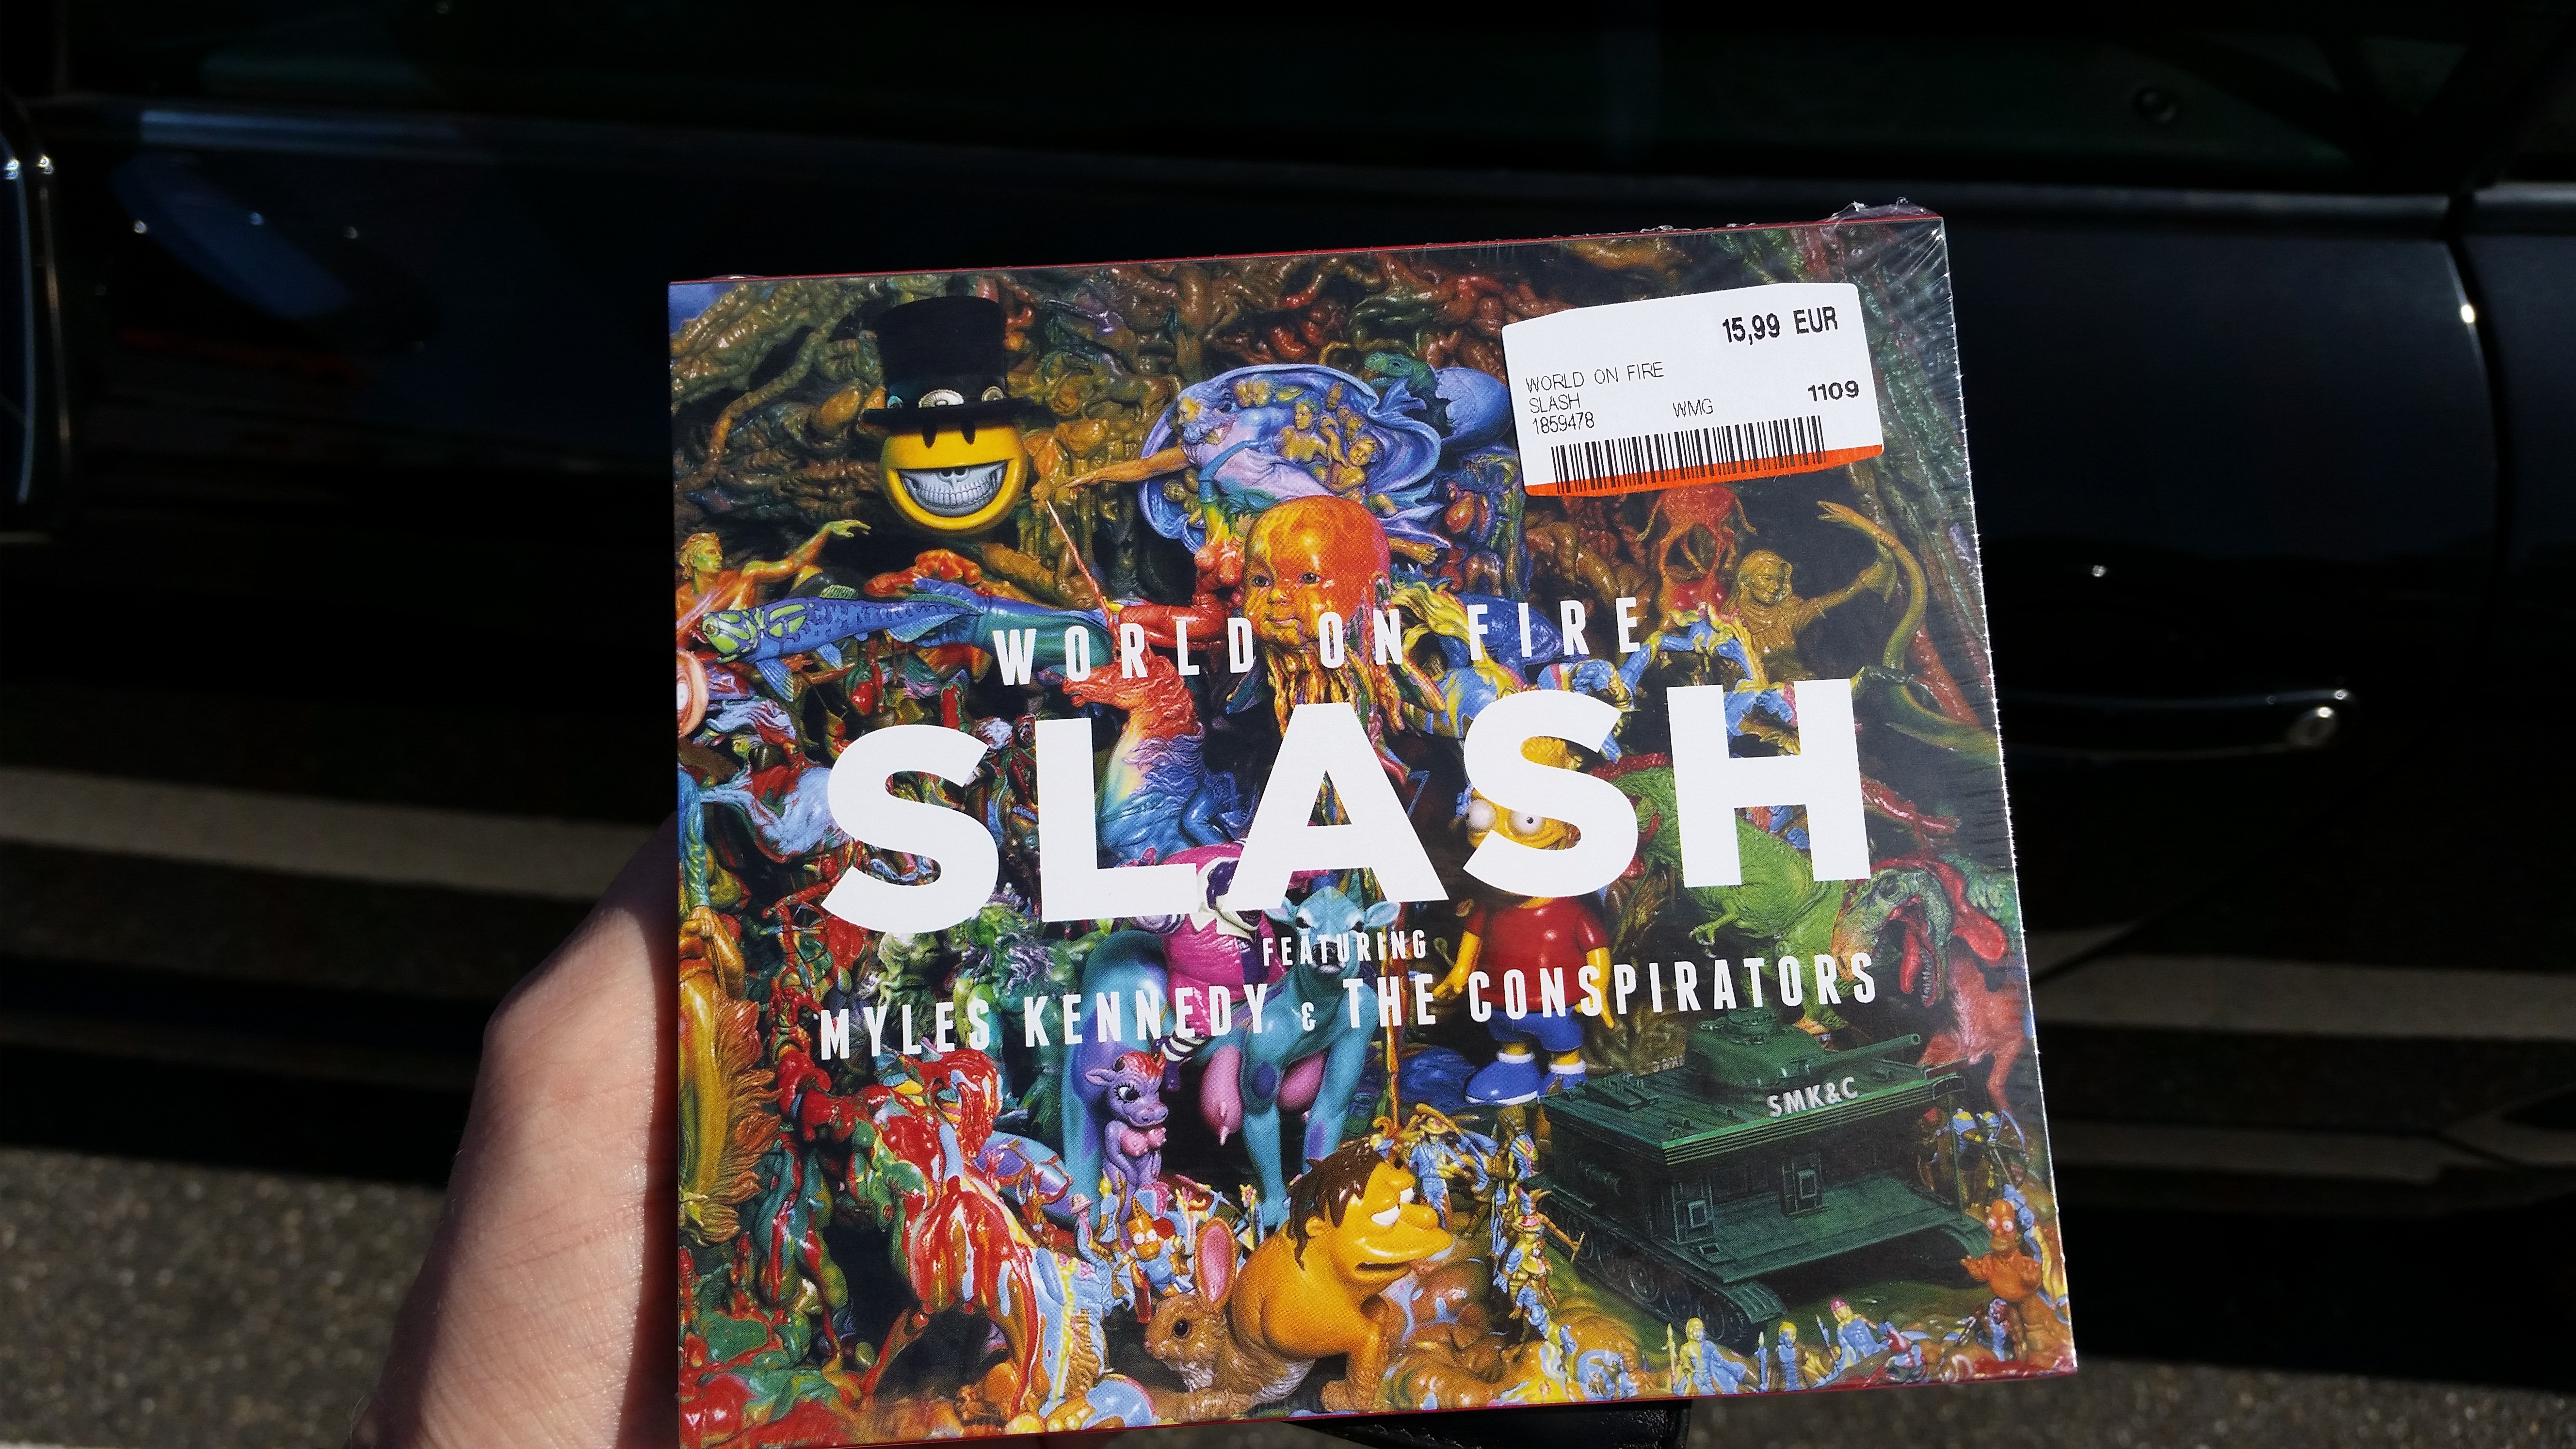 15,99 EUR
WORLD ON FIRE
SLASH
1109
1859478
WMG
WORLD ON FIRE
SLASH
FEATURING
MYLES KENNEDY & THE CONSPIRATORS
SMK&C